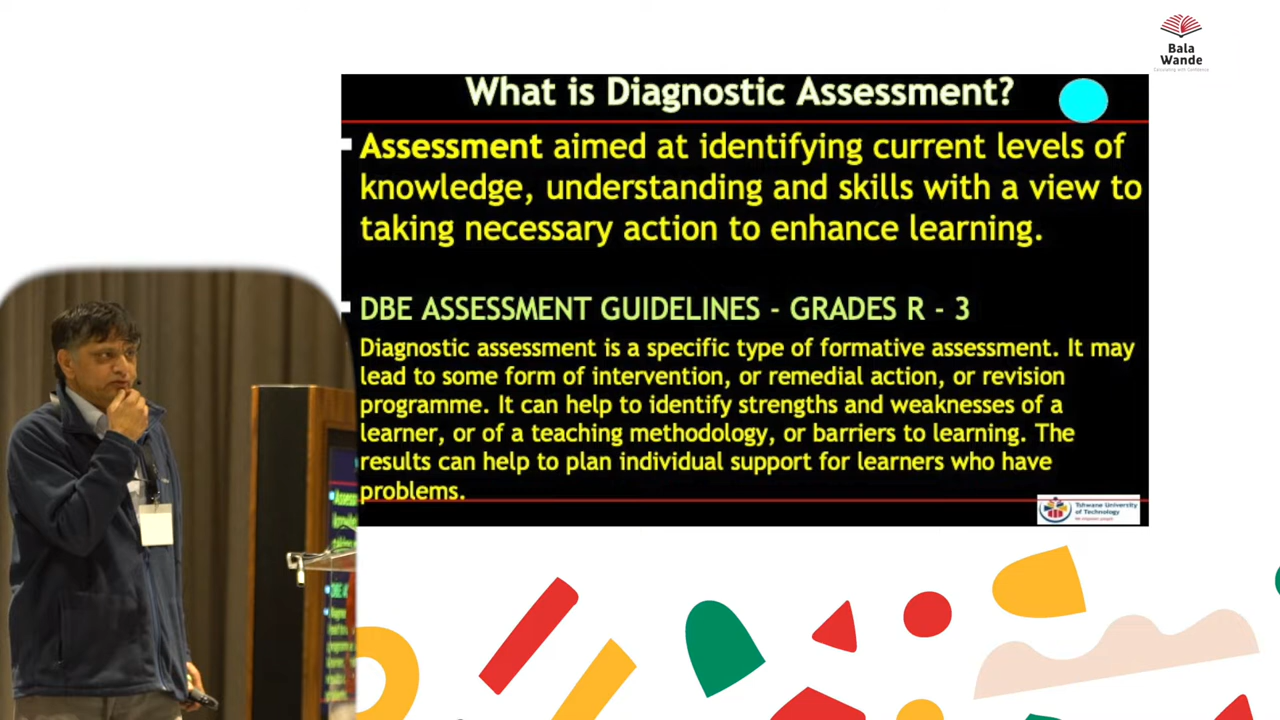 Bala
Wande
What is Diagnostic Assessment?
Assessment aimed at identifying current levels of
knowledge, understanding and skills with a view to
taking necessary action to enhance learning.
DBE ASSESSMENT GUIDELINES - GRADES R - 3
Diagnostic assessment is a specific type of formative assessment. It may
lead to some form of intervention, or remedial action, or revision
programme. It can help to identify strengths and weaknesses of a
learner, or of a teaching methodology, or barriers to learning. The
results can help to plan individual support for learners who have
problems.
Tshwane University
of Technology